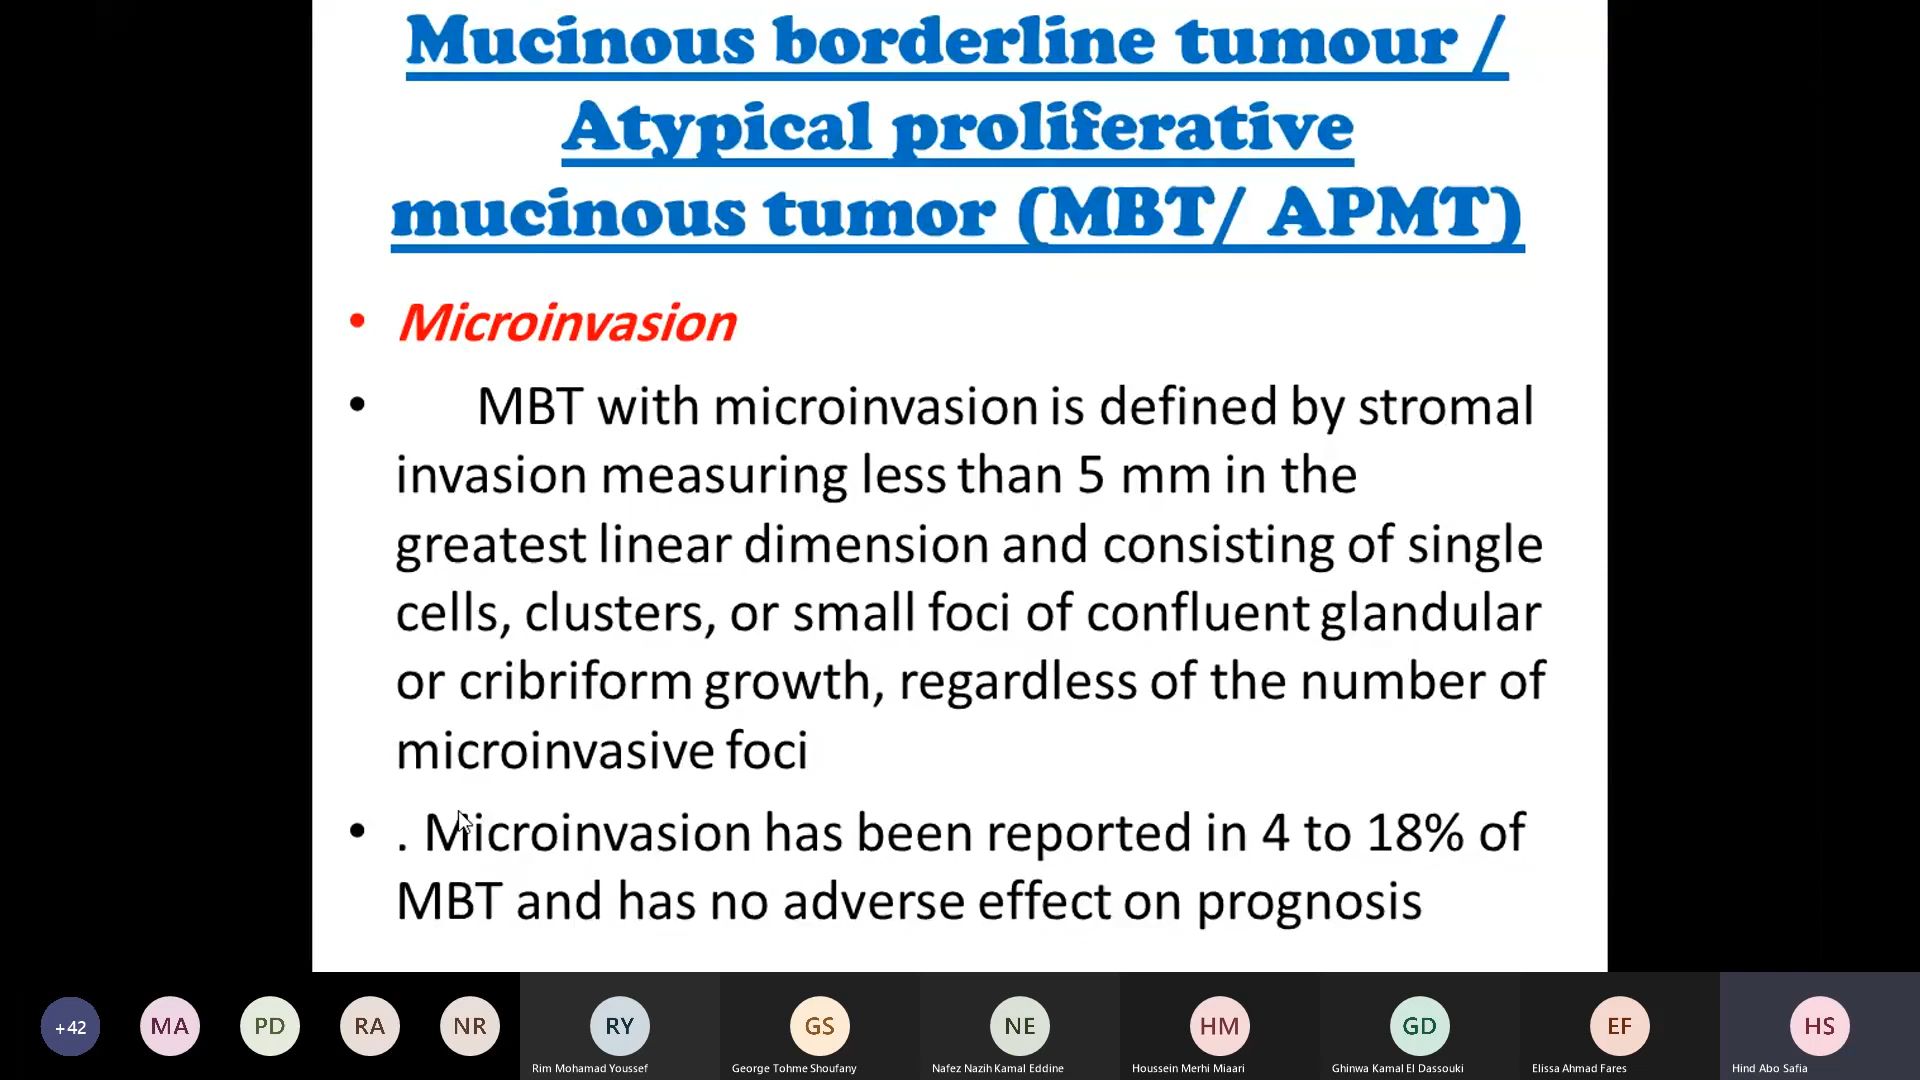 Mucinous borderline tumour /
Atypical proliferative
mucinous tumor (MBT/ APMT)
• Microinvasion
• MBT with microinvasion is defined by stromal
invasion measuring less than 5 mm in the
greatest linear dimension and consisting of single
cells, clusters, or small foci of confluent glandular
or cribriform growth, regardless of the number of
microinvasive foci
• . Microinvasion has been reported in 4 to 18% of
MBT and has no adverse effect on prognosis
+42 MA PD RA NR RY GS NE HM GD EF HS
Rim Mohamad Youssef George Tohme Shoufany Nafez Nazih Kamal Eddine Houssein Merhi Miaari Ghinwa Kamal El Dassouki Elissa Ahmad Fares Hind Abo Safia